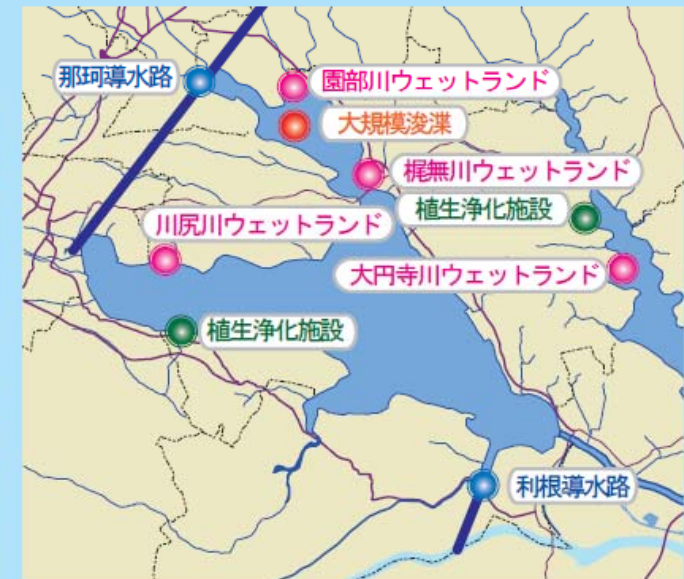 那珂導水路
園部川ウェットランド
大規模浚渫
梶無川ウェットランド
植生浄化施設
川尻川ウェットランド
大円寺川ウェットランド
植生浄化施設
利根導水路